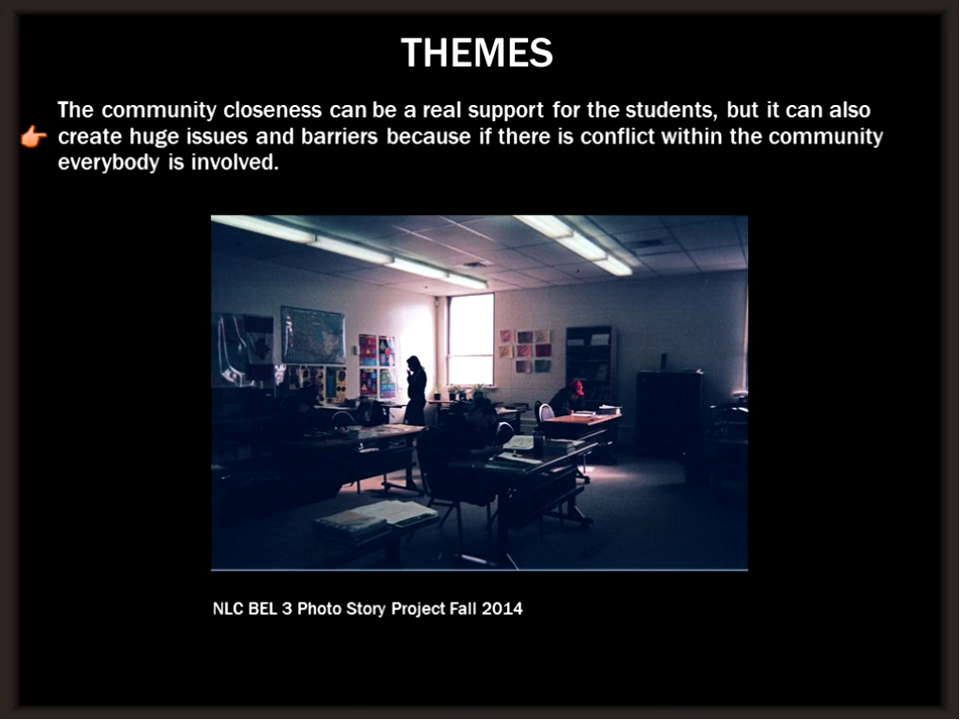 THEMES
The community closeness can be a real support for the students, but it can also
create huge issues and barriers because if there is conflict within the community
everybody is involved.
NLC BEL 3 Photo Story Project Fall 2014